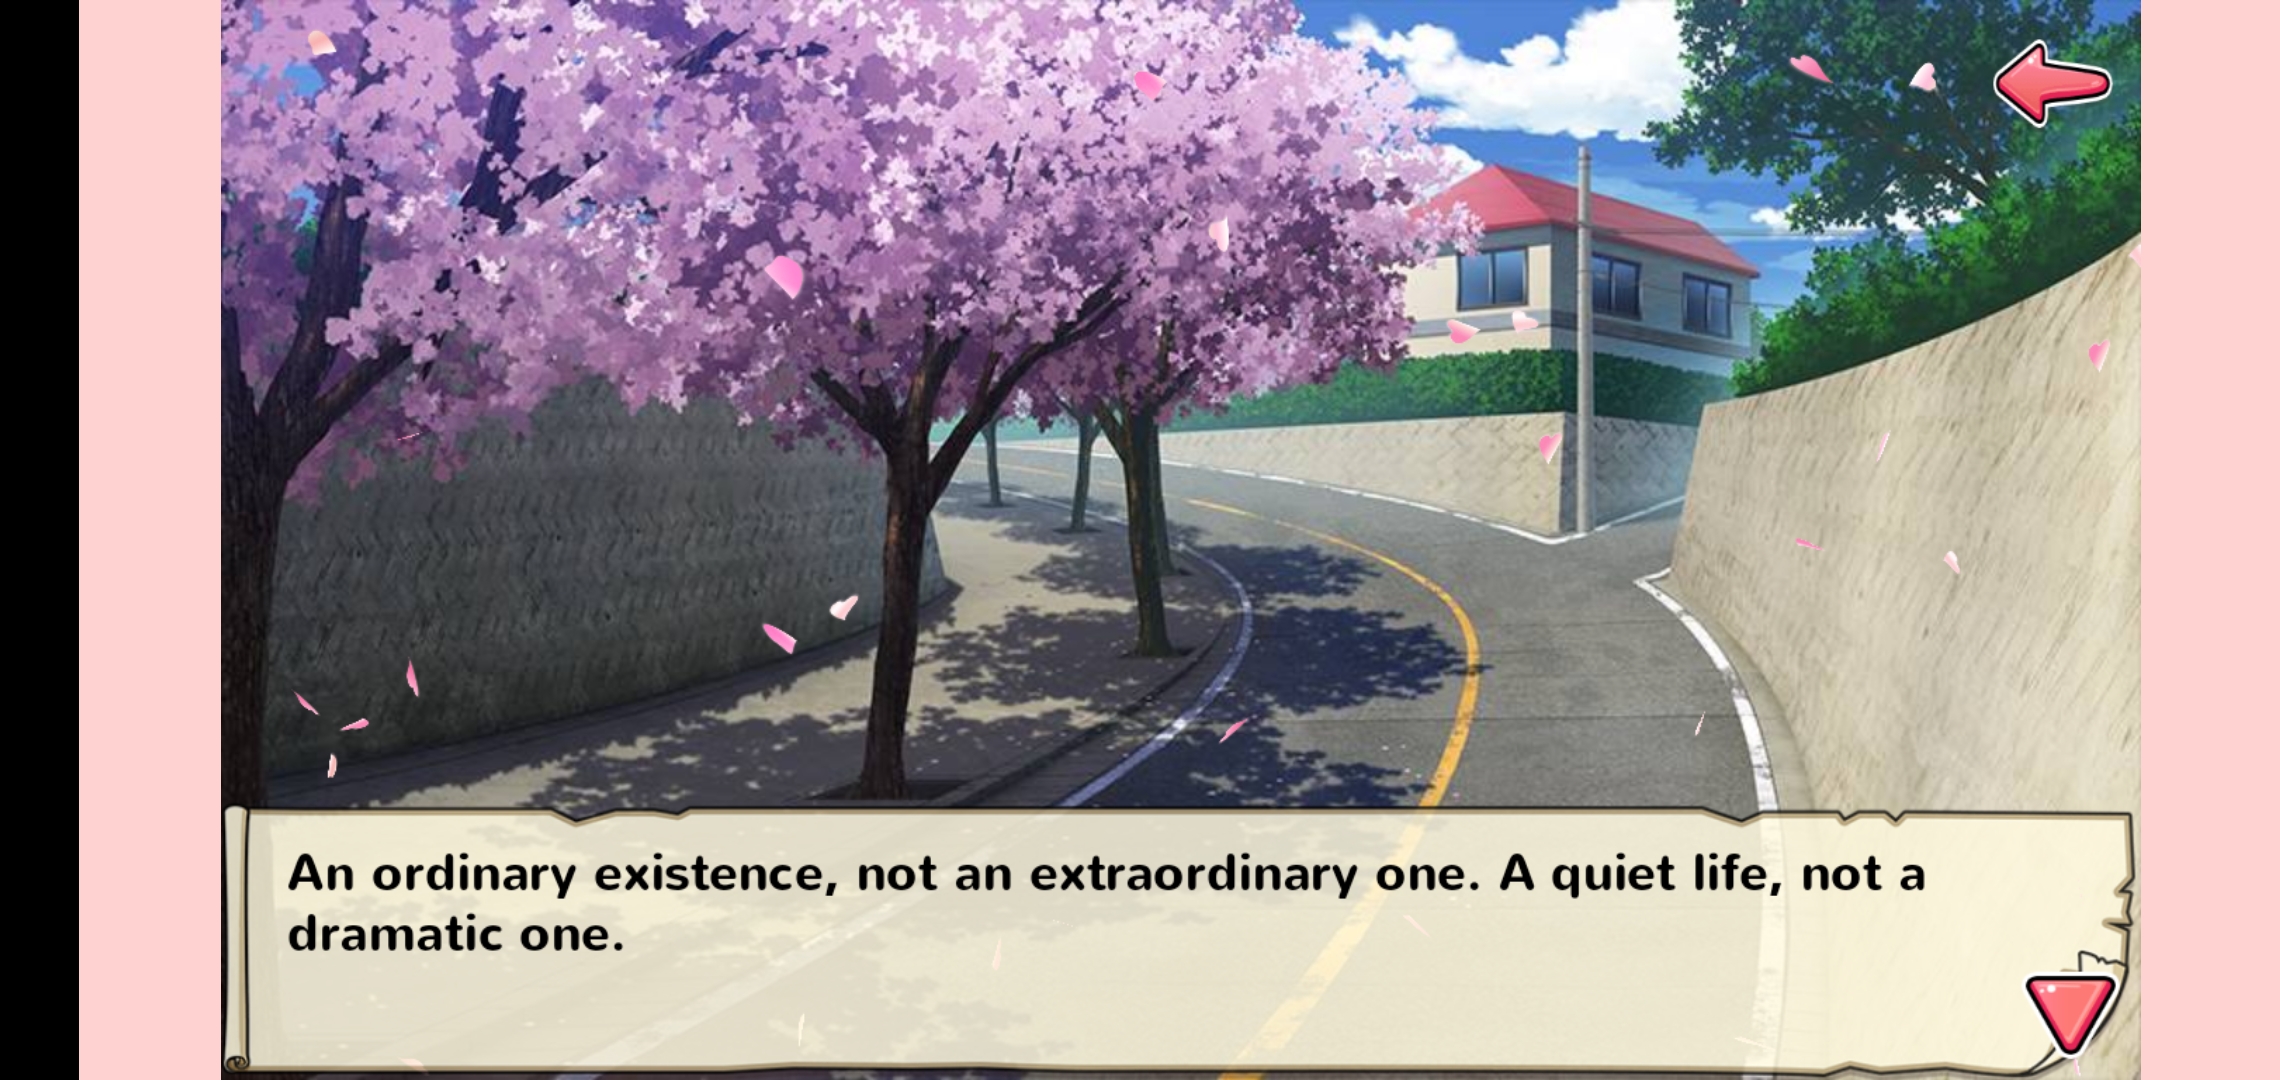 An ordinary existence, not an extraordinary one. A quiet life, not a
dramatic one.